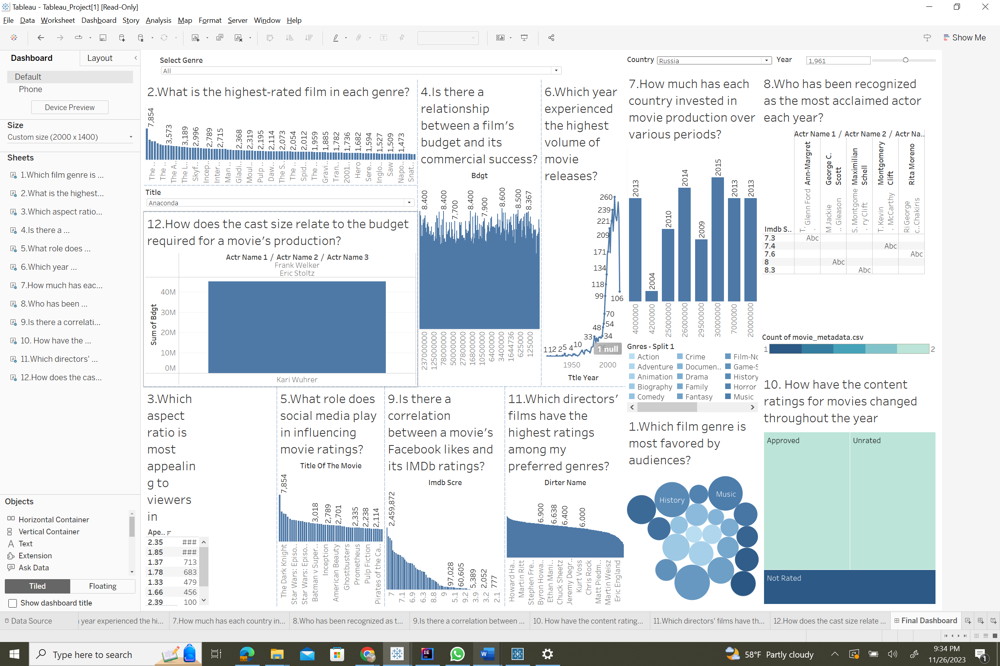 Tableau - Tableau_Project[1] [Read-Only]
File Data Worksheet Dashboard Story Analysis Map Format Server Window Help
Show Me
Dashboard Layout
Default
Phone
Device Preview
Size
Custom size (2000 x 1400)
Sheets
1.Which film genre is ...
2.What is the highest...
3.Which aspect ratio...
4.Is there a ...
5.What role does ...
6.Which year ...
7.How much has eac...
8.Who has been ...
9.Is there a correlati...
10. How have the ...
11.Which directors' ...
12.How does the cas...
Objects
Horizontal Container
Vertical Container
Text
Extension
Ask Data
Tiled Floating
Show dashboard title
Select Genre
All
2.What is the highest-rated film in each genre?
7,854 3,573 3,189 2,996 2,789 2,715 2,368 2,319 2,195 2,114 2,073 2,054 2,012 1,959 1,885 1,782 1,736 1,682 1,594 1,527 1,509 1,473
The .. The .. The A.. The L.. Skyf.. Incep.. Inter.. Man .. Gladi.. Moul.. Pulp .. Daw.. The S.. The .. Spid.. The .. Gravi.. Tran.. 2001.. Hero Sere.. Inglo.. Saw Napo.. Snat..
Title
Anaconda
12.How does the cast size relate to the budget
required for a movie's production?
Actr Name 1 / Actr Name 2 / Actr Name 3
Frank Welker
Eric Stoltz
Sum of Bdgt
40M
30M
20M
10M
0M
Kari Wuhrer
4.Is there a
relationship
between a film's
budget and its
commercial success?
Bdgt
8.400 8.400 7.700 8.400 7.900 8.600 8.500 8.367
237000000 125000000 78000000 50000000 27800000 16800000 10500000 6400000 3400000 1644736 625000 125000
6.Which year
experienced
the highest
volume of
movie
releases?
260
239
221
209
171
134
118
99
106
70
54
48
33 34
1 1 2 2 5 4 10
1 null
1950 2000
Ttle Year
Country Russia Year 1,961
7.How much has each
country invested in
movie production over
various periods?
2013 2004 2010 2014 2009 2015 2013 2013
4000000 4200000 25000000 26000000 29500000 30000000 7000000 20000000
Gnres - Split 1
Action Crime Film-Nc
Adventure Documen.. Game-S
Animation Drama History
Biography Family Horror
Comedy Fantasy Music
8.Who has been recognized
as the most acclaimed actor
each year?
Actr Name 1 / Actr Name 2 / Actr Na..
Ann-Margret
George C. Scott
Maximilian Schell
Montgomery Clift
Rita Moreno
T. . Glenn Ford
M .. Jackie Gleason
S. . Montgomery Clift
T. . Kevin McCarthy
Ri c.. George Chakiris
Imdb S..
7.3 Abc
7.4 Abc
7.6 Abc
8 Abc
8.3 Abc
Count of movie_metadata.csv
1 2
10. How have the content
ratings for movies changed
throughout the year
Approved Unrated
Not Rated
3.Which
aspect
ratio is
most
appealin
g to
viewers
in
Ape..
2.35 ###
1.85 ###
1.37 713
1.78 683
1.33 479
1.66 456
2.39 100
5.What role does
social media play
in influencing
movie ratings?
Title Of The Movie
7,854 3,018 2,789 2,701 2,335 2,238 2,114
The Dark Knight
Star Wars: Episo..
Star Wars: Episo..
Batman v Super..
Inception
American Beauty
Ghostbusters
Prometheus
Pulp Fiction
Pirates of the Ca..
9.Is there a
correlation
between a movie's
Facebook likes and
its IMDb ratings?
Imdb Scre
2,459,872 97,028 60,605 5,389 2,052 777
7 7.1 6.9 6.3 8.8 9 5.1 9.2 3.9 3.2 2.1
11.Which directors'
films have the
highest ratings
among my
preferred genres?
Dirter Name
6.900 6.638 6.400 6.000
Howard Ha..
Martin Ritt
Stephen Fre..
Byron Howa..
Ethan Mani..
Chuck Sheetz
Jeremy Degr..
Kurt Voss
Chris Rock
Matt Piedm..
Martin Weisz
Eric England
1.Which film genre is
most favored by
audiences?
History Music
Data Source
year experienced the hi...
7.How much has each country in...
8.Who has been recognized as t...
9.Is there a correlation between ...
10. How have the content rating...
11.Which directors' films have th...
12.How does the cast size relate ...
Final Dashboard
Type here to search
58°F Partly cloudy
9:34 PM
11/26/2023
1